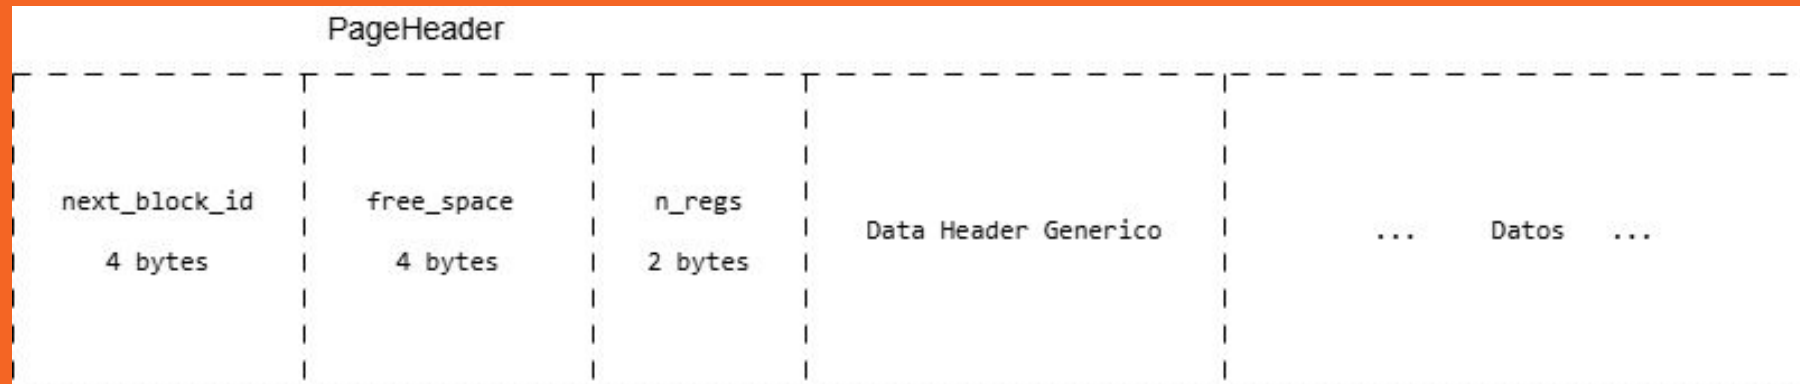 PageHeader
next_block_id
4 bytes
free_space
4 bytes
n_regs
2 bytes
Data Header Generico
... Datos ...